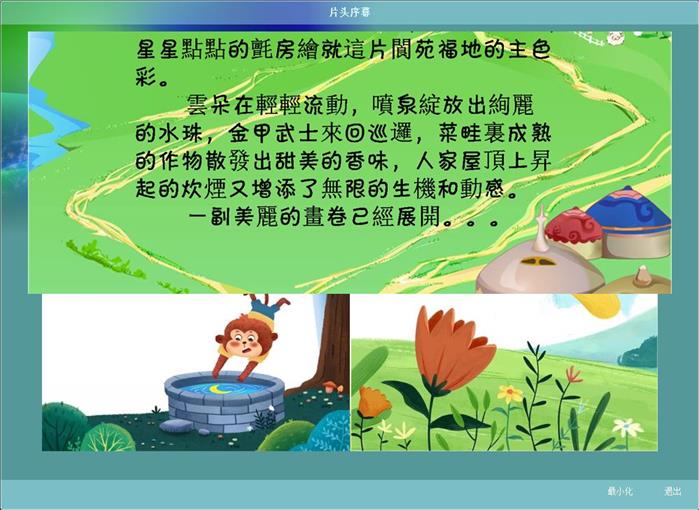 片头序幕
星星點點的氈房繪就這片閬苑福地的主色
彩。
雲朵在輕輕流動，噴泉綻放出絢麗
的水珠，金甲武士來回巡邏，菜畦裏成熟
的作物散發出甜美的香味，人家屋頂上昇
起的炊煙又增添了無限的生機和動感。
一副美麗的畫卷已經展開。。。
最小化 退出